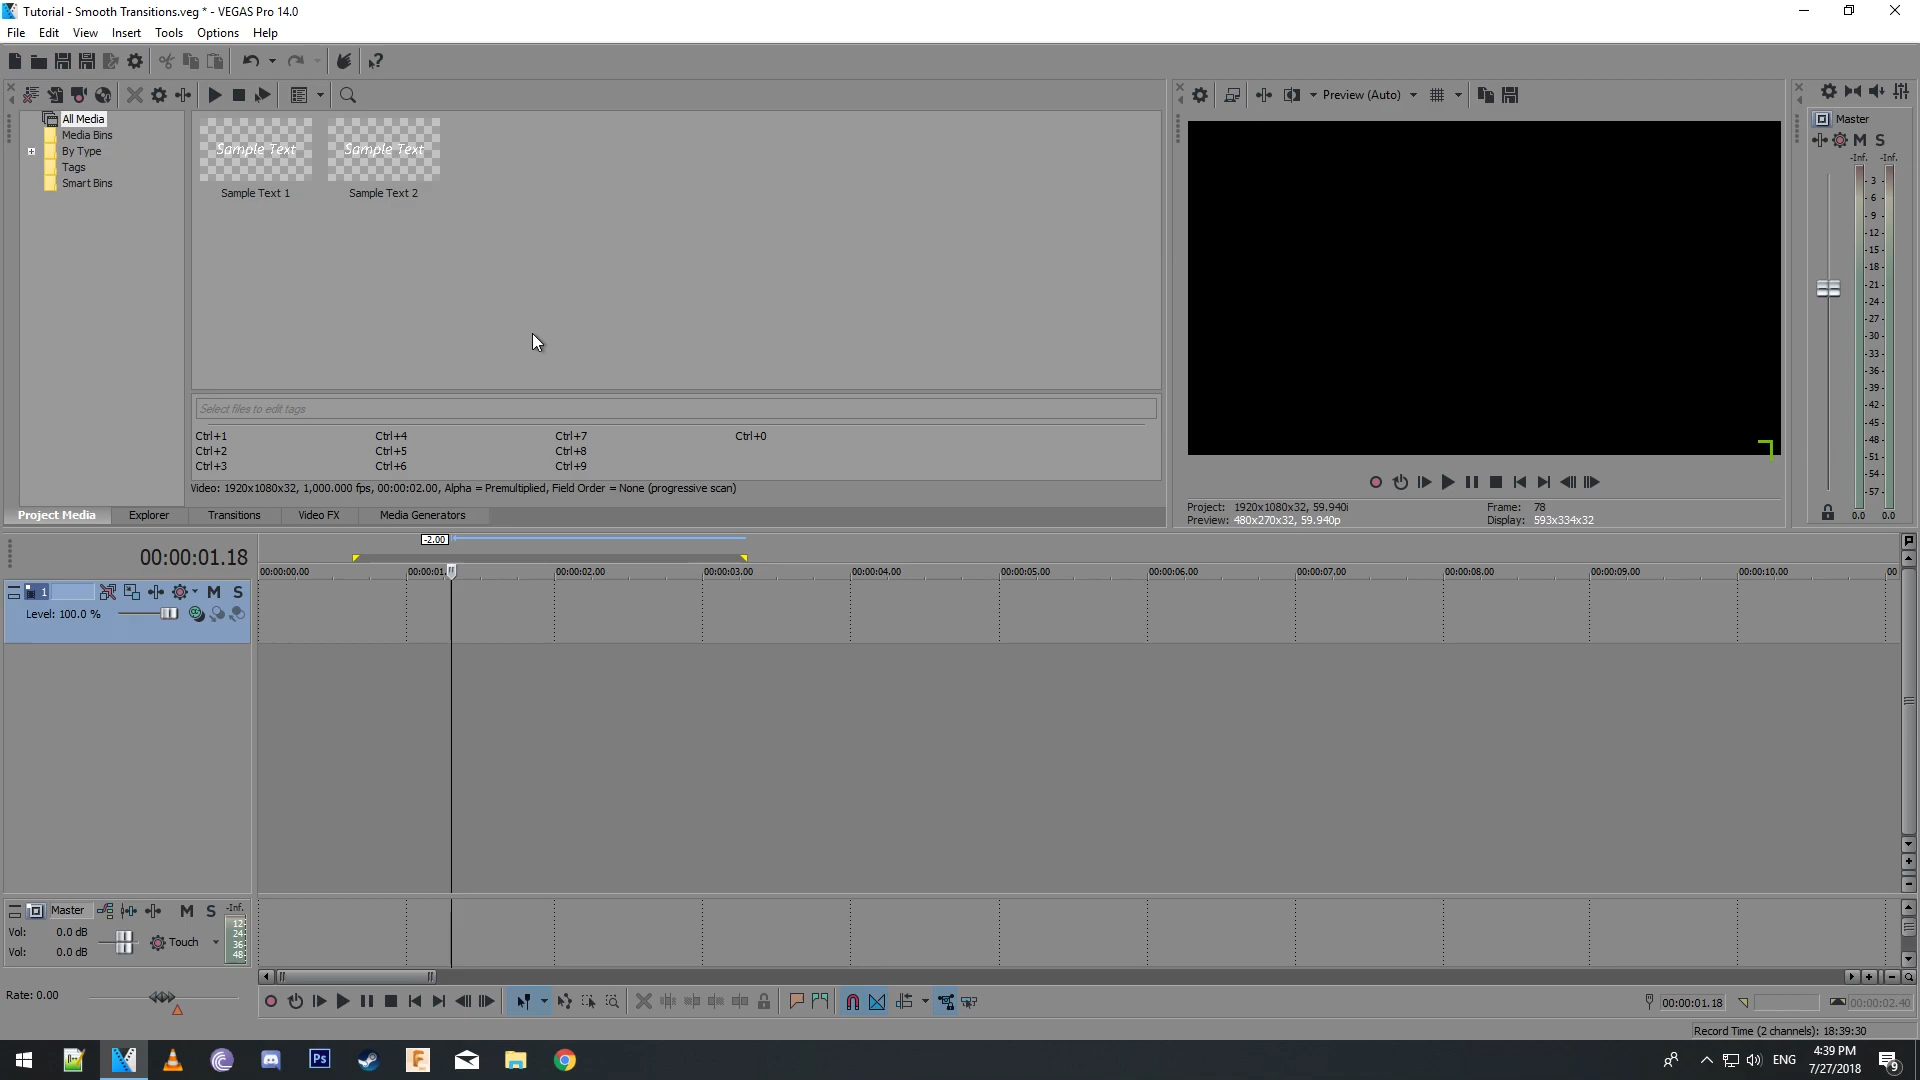 Tutorial - Smooth Transitions.veg * - VEGAS Pro 14.0
File Edit View Insert Tools Options Help
Preview (Auto)
All Media
Media Bins
By Type
Tags
Smart Bins
Sample Text
Sample Text
Sample Text 1
Sample Text 2
Master
M S
-Inf. -Inf.
3
6
9
12
15
18
21
24
27
30
33
36
39
42
45
48
51
54
57
0.0 0.0
Select files to edit tags
Ctrl+1 Ctrl+4 Ctrl+7 Ctrl+0
Ctrl+2 Ctrl+5 Ctrl+8
Ctrl+3 Ctrl+6 Ctrl+9
Video: 1920x1080x32, 1,000.000 fps, 00:00:02.00, Alpha = Premultiplied, Field Order = None (progressive scan)
Project Media Explorer Transitions Video FX Media Generators
Project: 1920x1080x32, 59.940i Frame: 78
Preview: 480x270x32, 59.940p Display: 593x334x32
-2.00
00:00:01.18
00:00:00.00 00:00:01. 00:00:02.00 00:00:03.00 00:00:04.00 00:00:05.00 00:00:06.00 00:00:07.00 00:00:08.00 00:00:09.00 00:00:10.00 00
1 M S
Level: 100.0 %
Master M S -Inf.
Vol: 0.0 dB
Vol: 0.0 dB
Touch
12
24
36
48
Rate: 0.00
00:00:01.18 00:00:02.40
Record Time (2 channels): 18:39:30
Ps
ENG
4:39 PM
7/27/2018
9